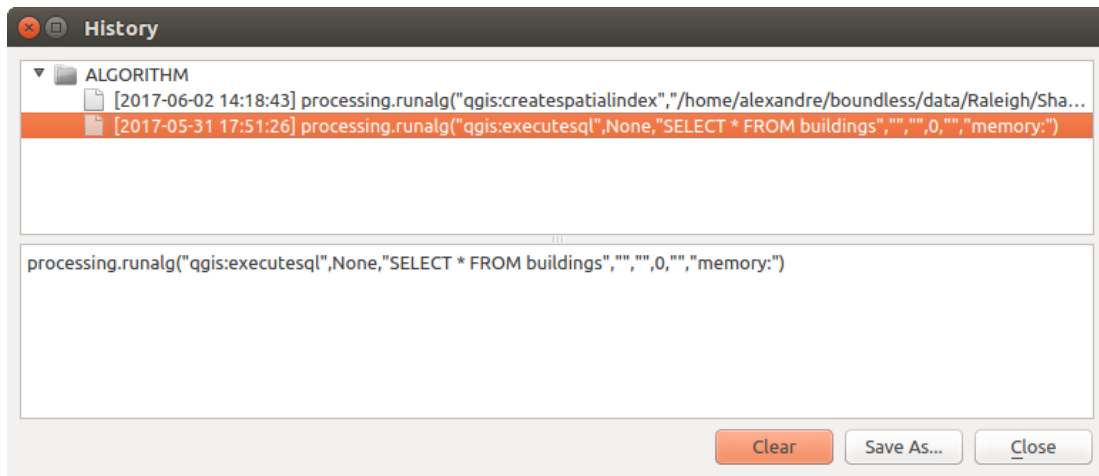 History
ALGORITHM
[2017-06-02 14:18:43] processing.runalg("qgis:createspatialindex","/home/alexandre/boundless/data/Raleigh/Sha...
[2017-05-31 17:51:26] processing.runalg("qgis:executesql",None,"SELECT * FROM buildings","","",0,"","memory:")
processing.runalg("qgis:executesql",None,"SELECT * FROM buildings","","",0,"","memory:")
Clear Save As... Close